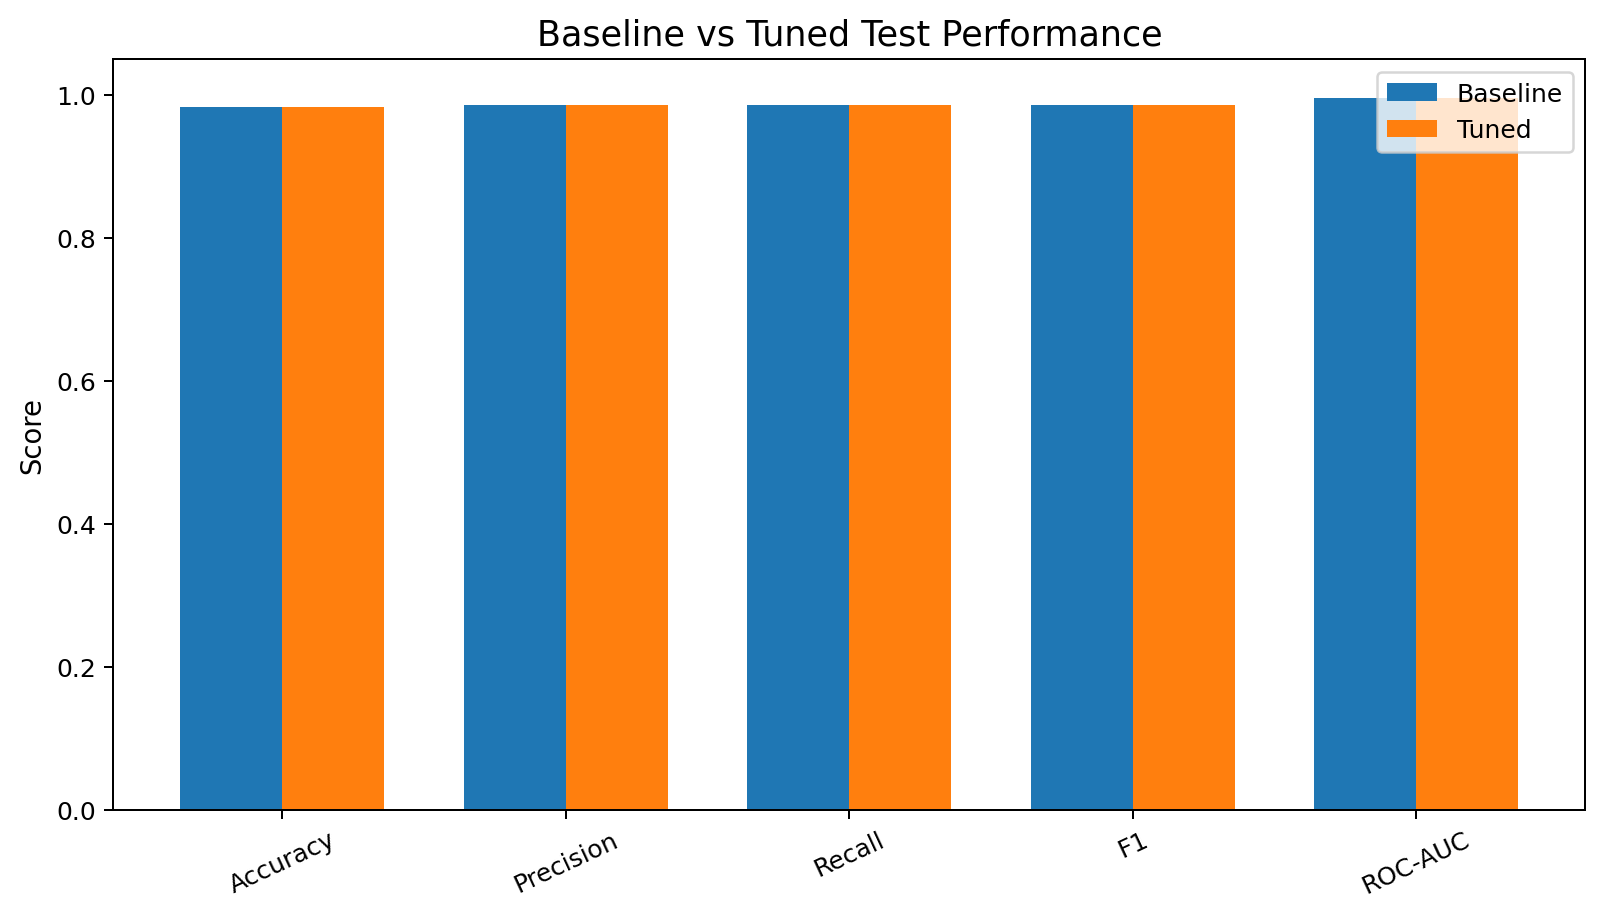 Baseline vs Tuned Test Performance
Score
1.0
0.8
0.6
0.4
0.2
0.0
Baseline
Tuned
Accuracy
Precision
Recall
F1
ROC-AUC